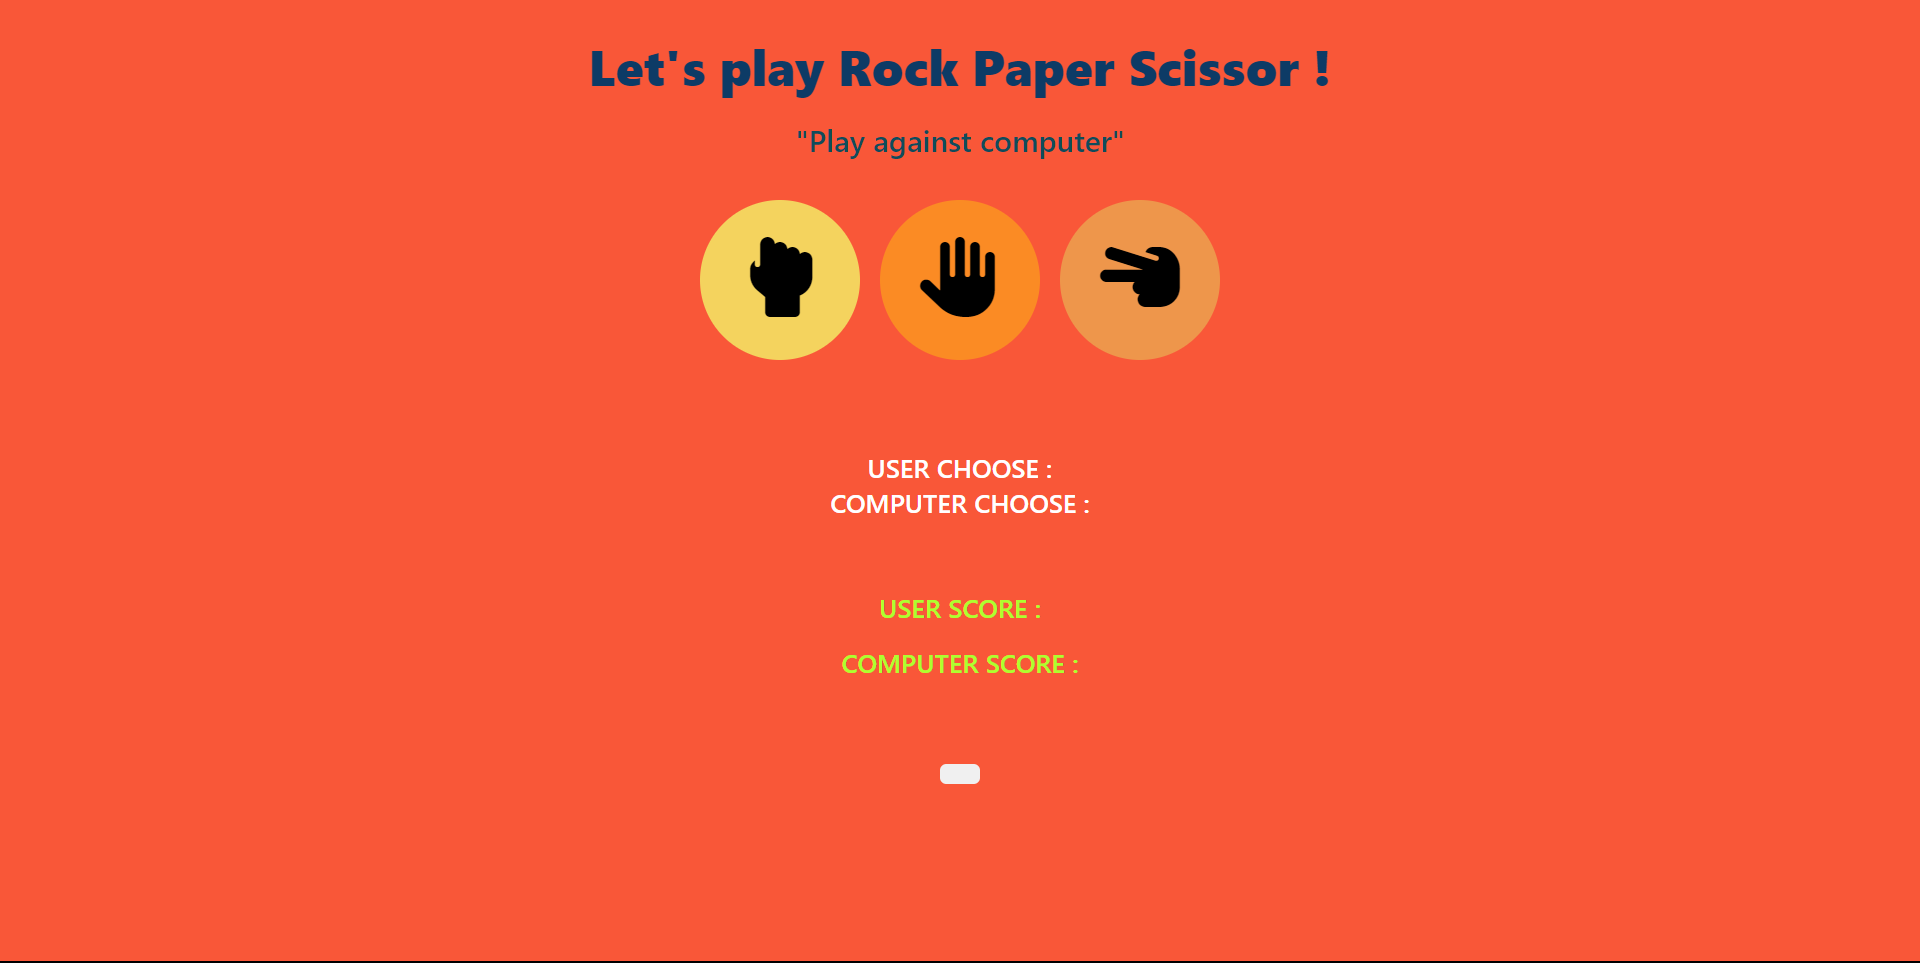 Let's play Rock Paper Scissor !
"Play against computer"
USER CHOOSE :
COMPUTER CHOOSE :
USER SCORE :
COMPUTER SCORE :